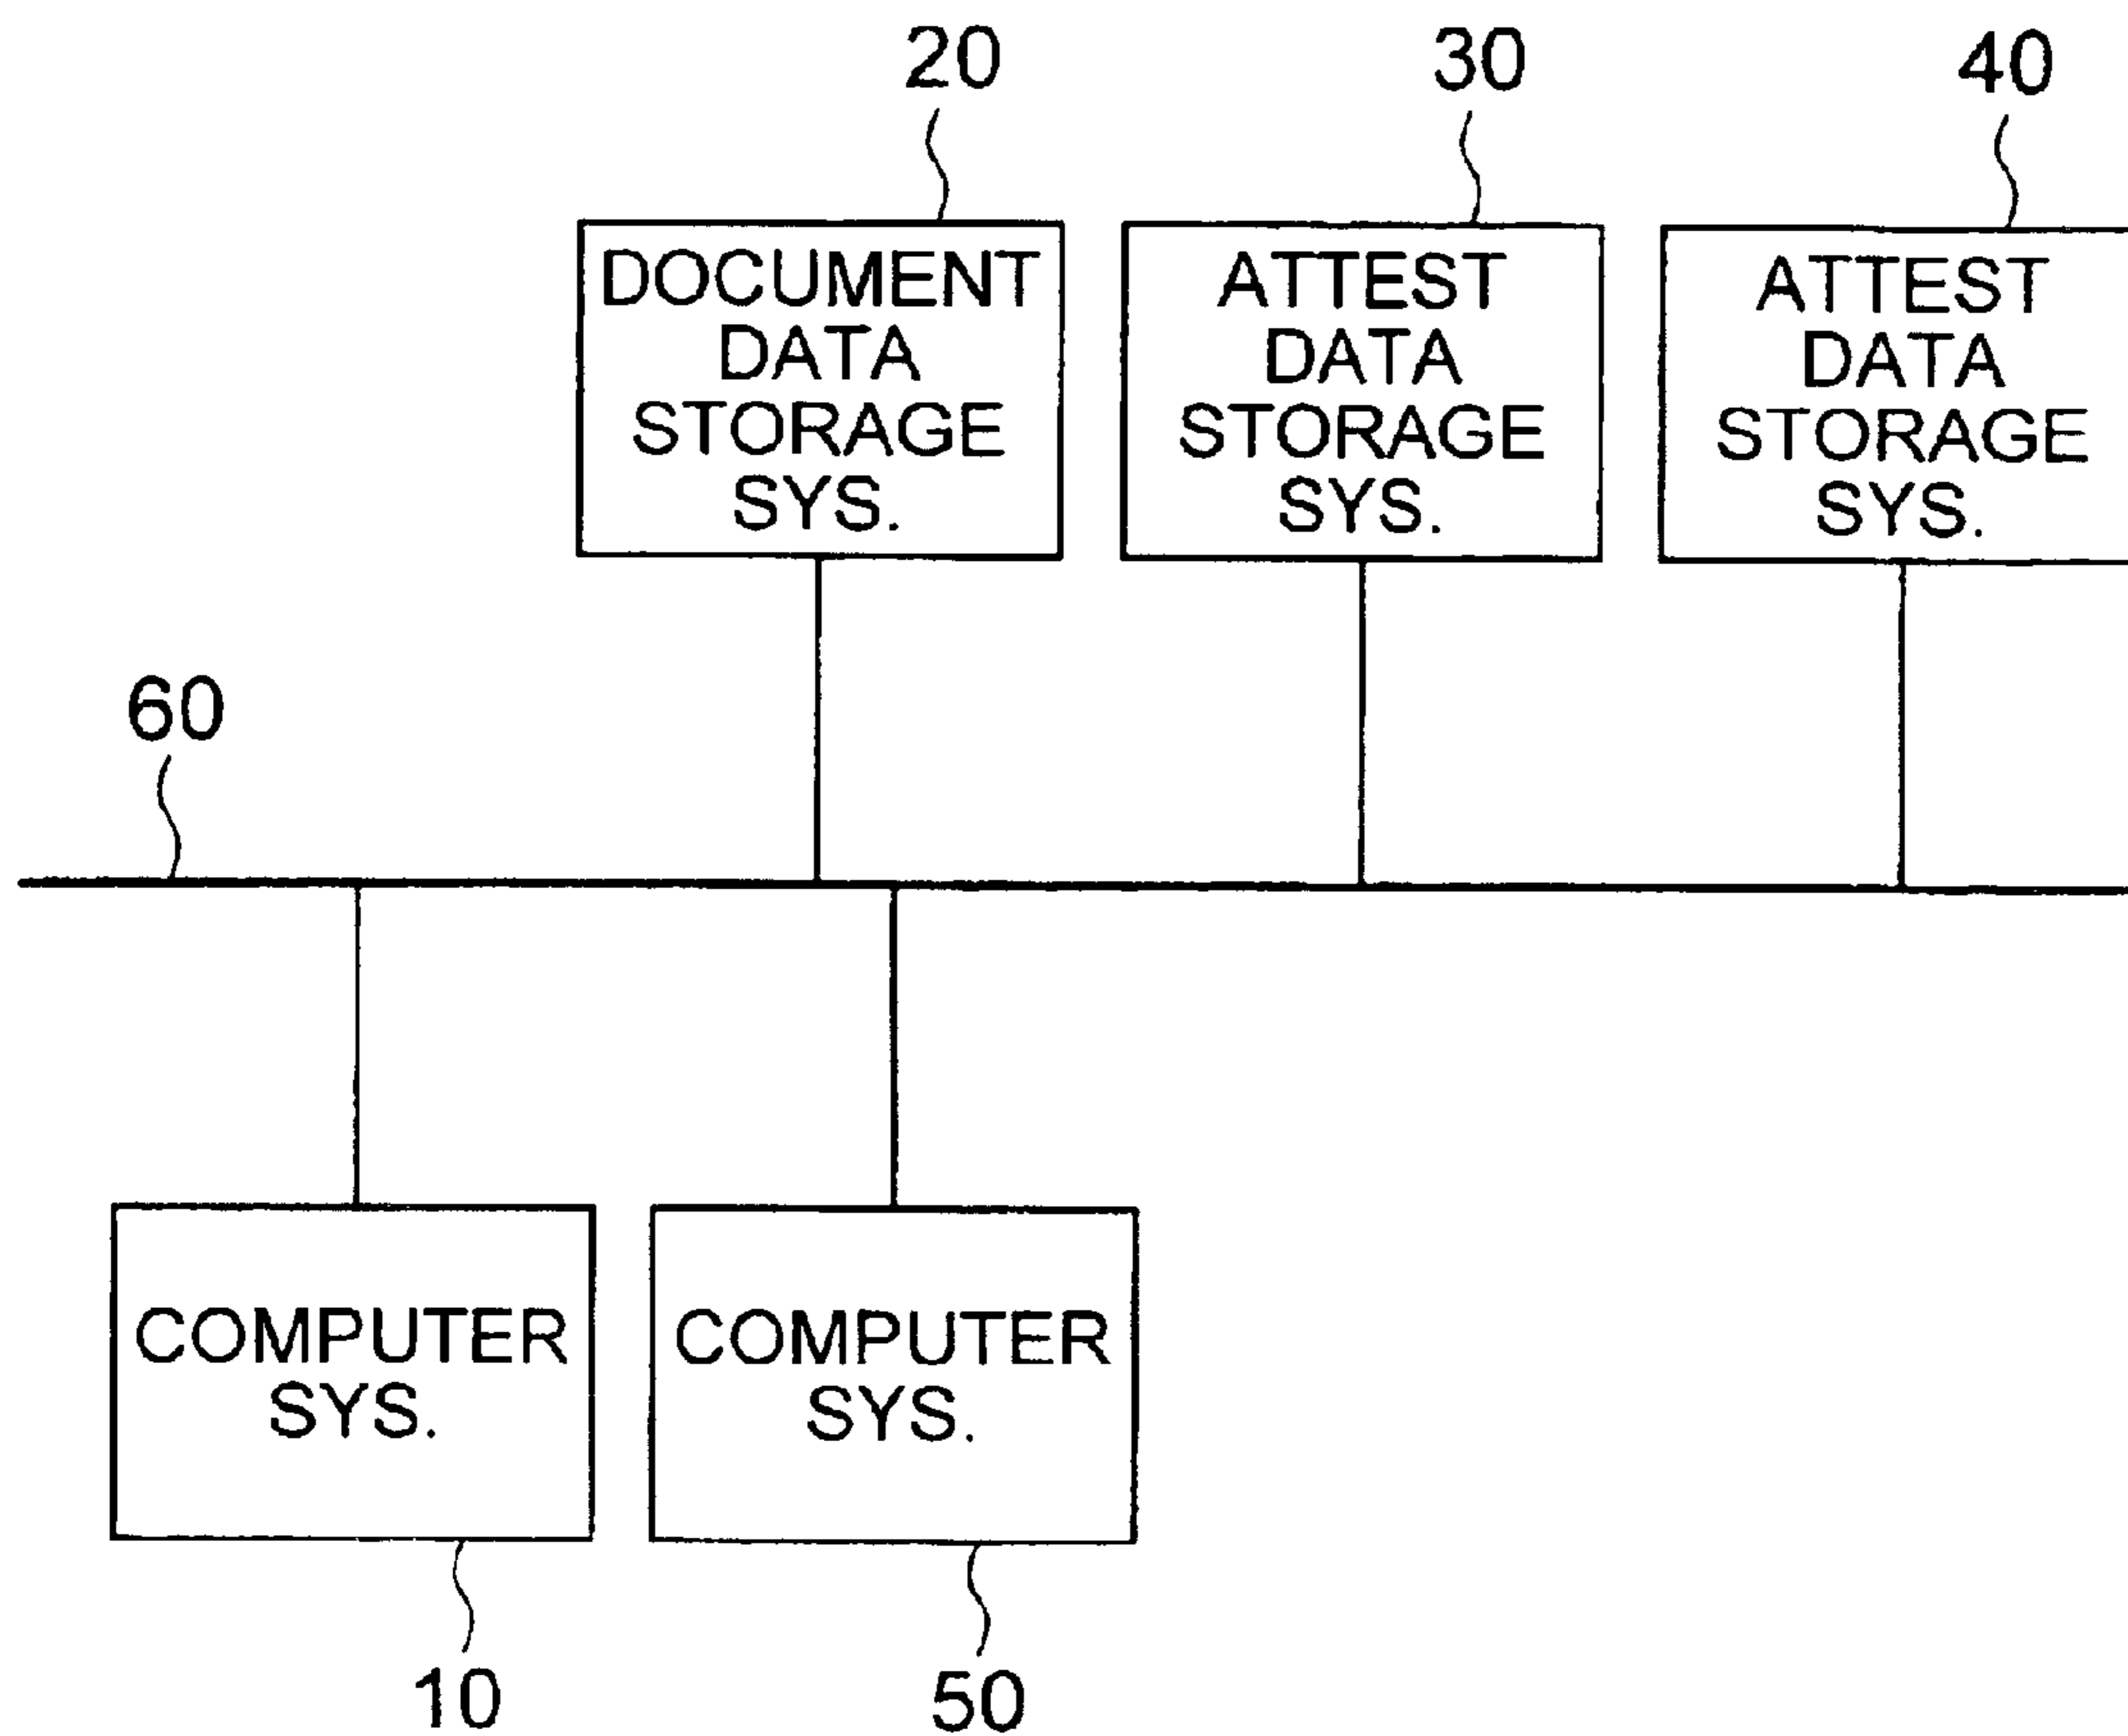 20
30
40
DOCUMENT
DATA
STORAGE
SYS.
ATTEST
DATA
STORAGE
SYS.
ATTEST
DATA
STORAGE
SYS.
60
COMPUTER
SYS.
COMPUTER
SYS.
10
50